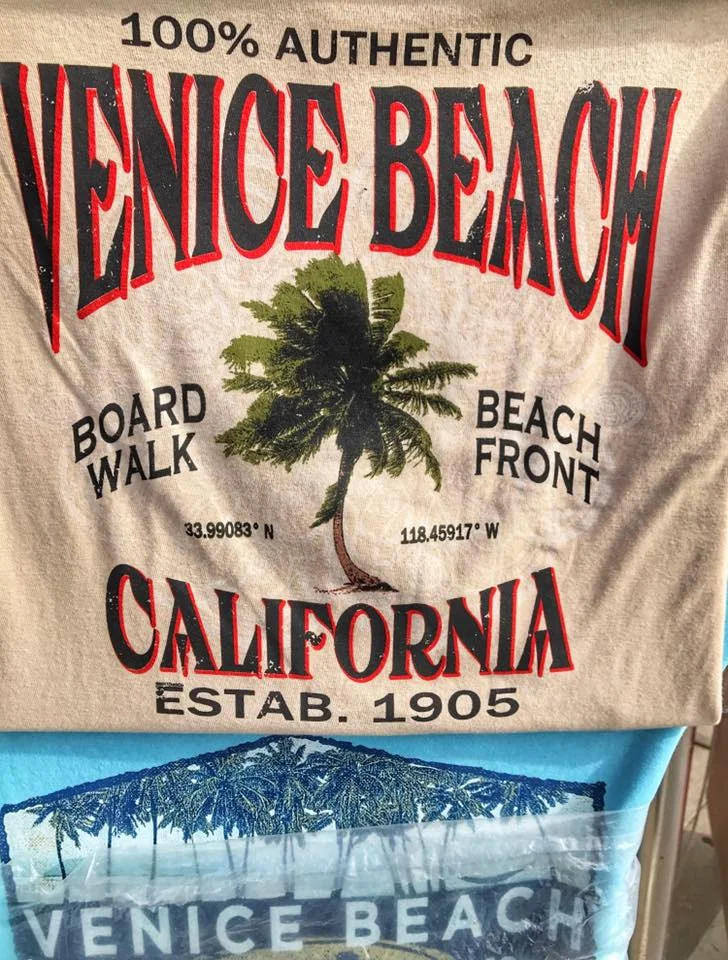 100% AUTHENTIC
VENICE BEACH
BOARD
WALK
BEACH
FRONT
33.99083° N
118.45917° W
CALIFORNIA
ESTAB. 1905
VENICE BEACH